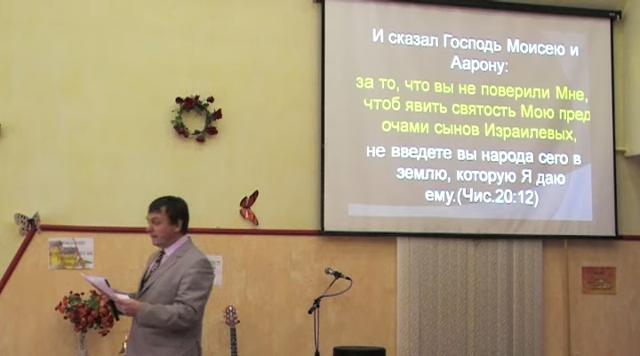 И сказал Господь Моисею и
Аарону:
за то, что вы не поверили Мне,
чтоб явить святость Мою пред
очами сынов Израилевых,
не введете вы народа сего в
землю, которую Я даю
ему.(Чис.20:12)